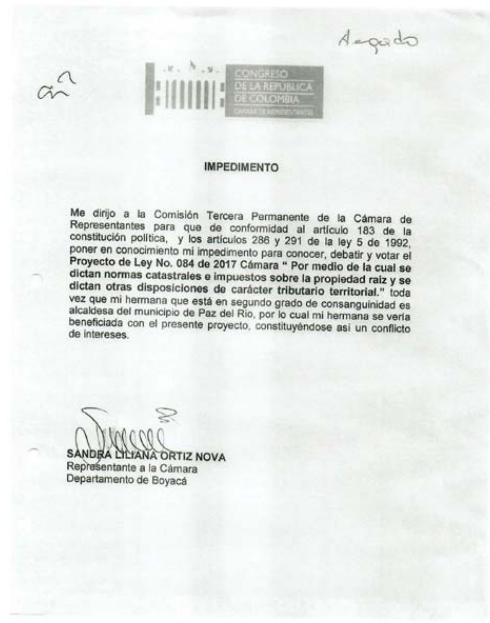 Negado
CONGRESO
DE LA REPÚBLICA
DE COLOMBIA
CÁMARA DE REPRESENTANTES
IMPEDIMENTO
Me dirijo a la Comisión Tercera Permanente de la Cámara de
Representantes para que de conformidad al artículo 183 de la
constitución política, y los artículos 286 y 291 de la ley 5 de 1992,
poner en conocimiento mi impedimento para conocer, debatir y votar el
Proyecto de Ley No. 084 de 2017 Cámara " Por medio de la cual se
dictan normas catastrales e impuestos sobre la propiedad raíz y se
dictan otras disposiciones de carácter tributario territorial." toda
vez que mi hermana que está en segundo grado de consanguinidad es
alcaldesa del municipio de Paz del Rio, por lo cual mi hermana se vería
beneficiada con el presente proyecto, constituyéndose así un conflicto
de intereses.
SANDRA LILIANA ORTIZ NOVA
Representante a la Cámara
Departamento de Boyacá